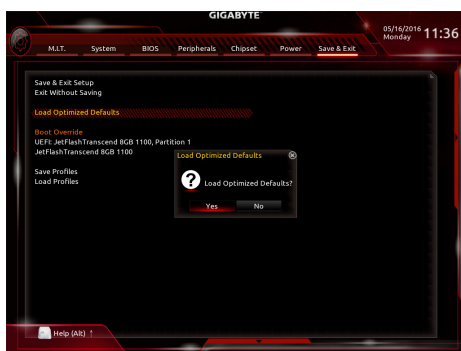 GIGABYTE
05/16/2016 Monday 11:36
M.I.T. System BIOS Peripherals Chipset Power Save & Exit
Save & Exit Setup
Exit Without Saving
Load Optimized Defaults
Boot Override
UEFI: JetFlashTranscend 8GB 1100, Partition 1
JetFlashTranscend 8GB 1100
Save Profiles
Load Profiles
Load Optimized Defaults
Load Optimized Defaults?
Yes No
Help (Alt)